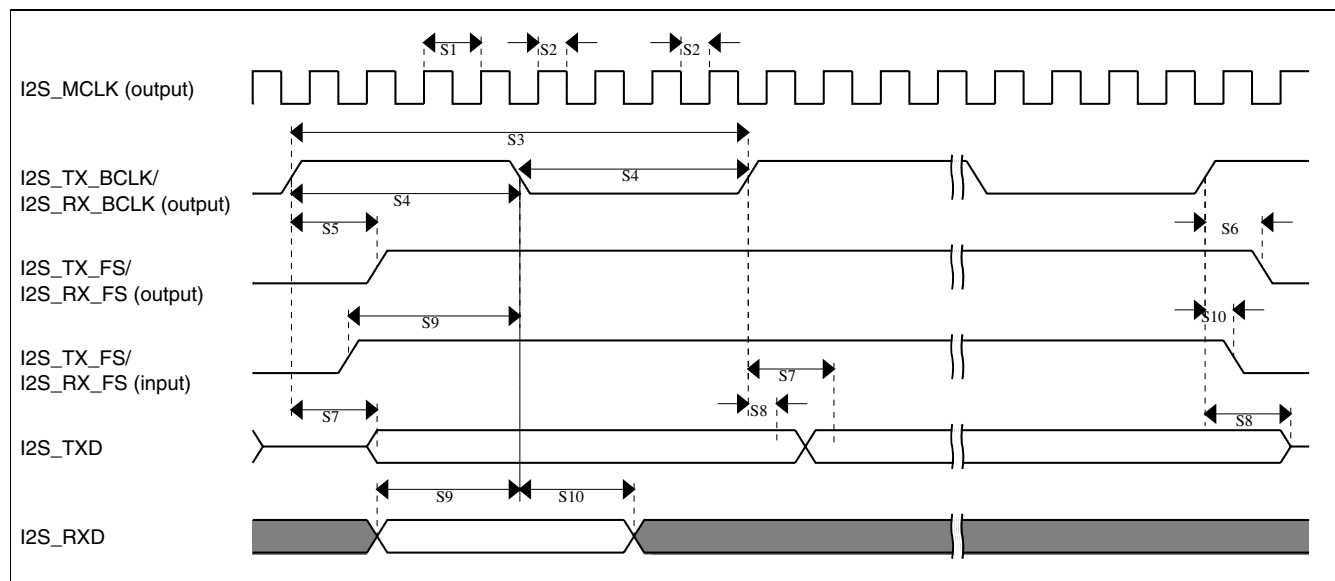 S1
S2
S2
I2S_MCLK (output)
S3
I2S_TX_BCLK/
I2S_RX_BCLK (output)
S4
S4
S5
S6
I2S_TX_FS/
I2S_RX_FS (output)
S9
S10
I2S_TX_FS/
I2S_RX_FS (input)
S7
S7
S8
S8
I2S_TXD
S9
S10
I2S_RXD